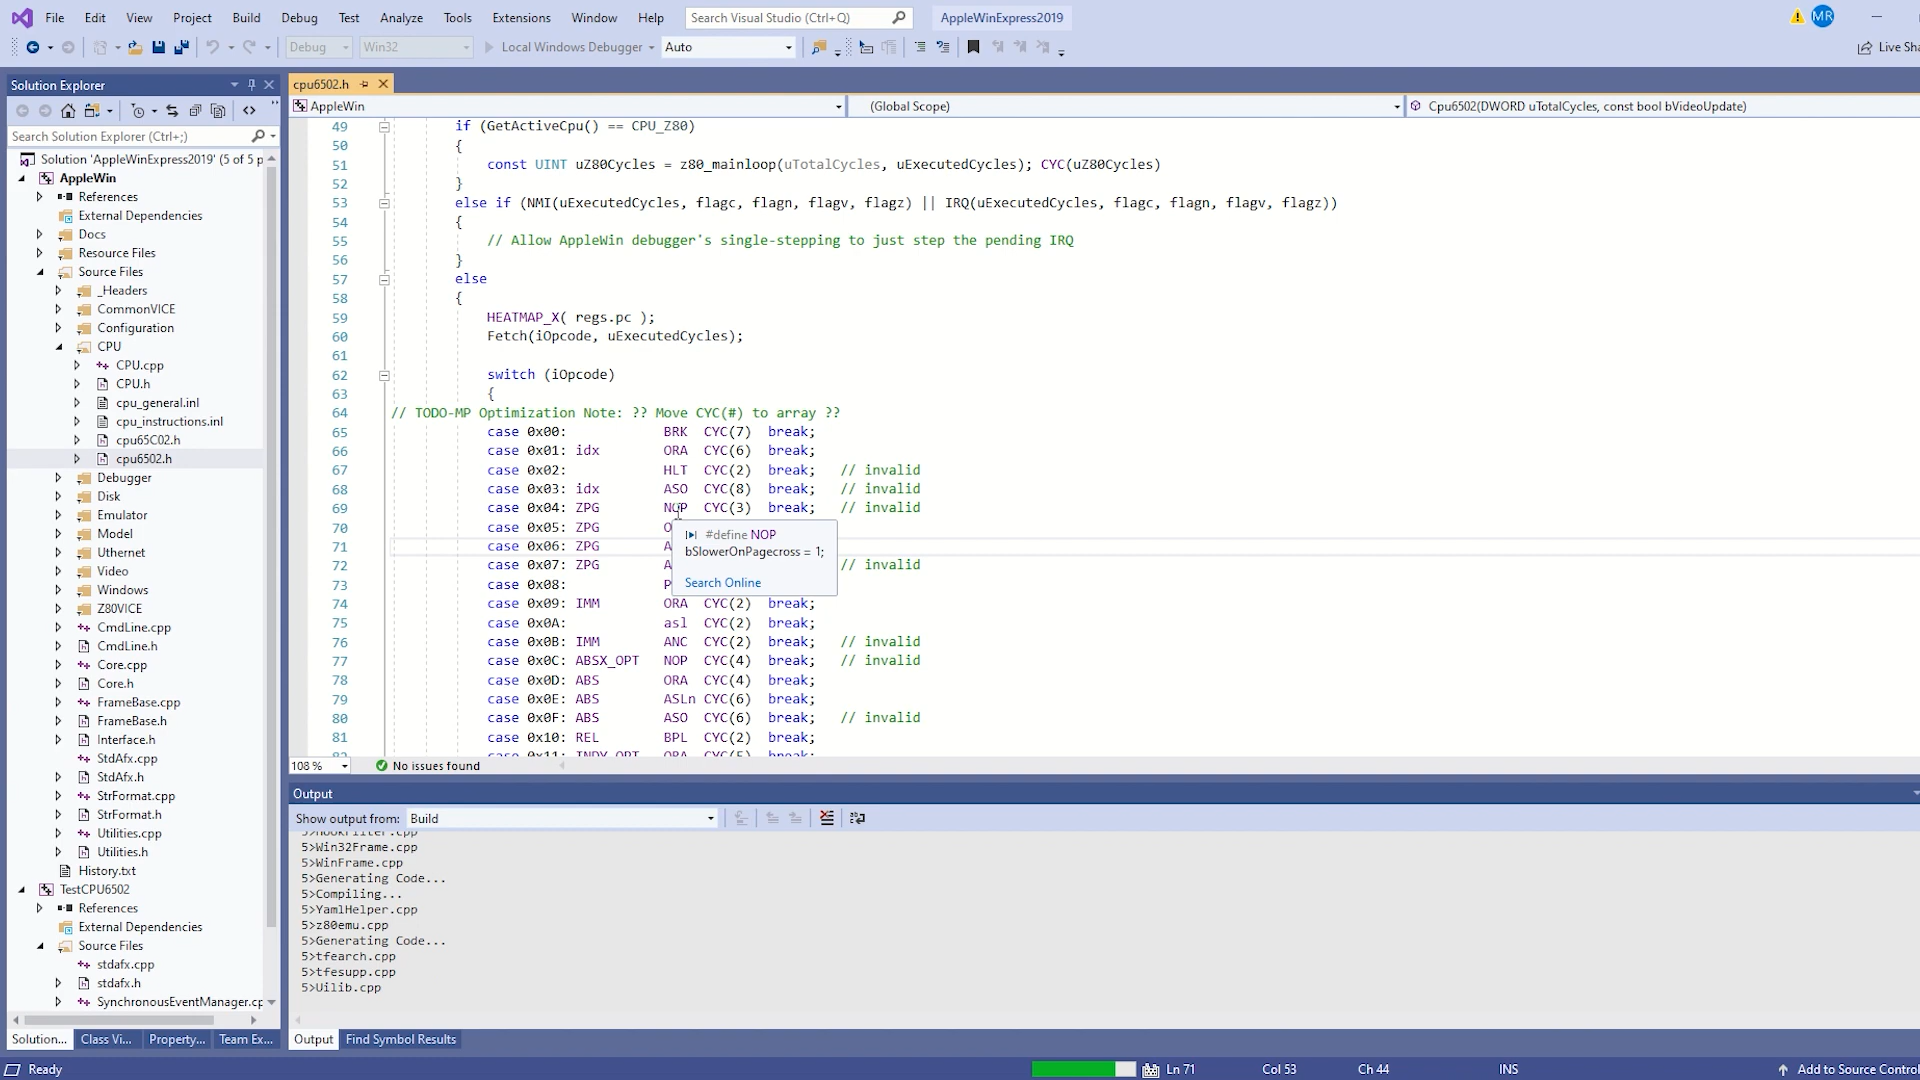 File Edit View Project Build Debug Test Analyze Tools Extensions Window Help Search Visual Studio (Ctrl+Q) AppleWinExpress2019 MR
Debug Win32 Local Windows Debugger Auto Live Sha
Solution Explorer
Search Solution Explorer (Ctrl+;)
Solution 'AppleWinExpress2019' (5 of 5 p
AppleWin
References
External Dependencies
Docs
Resource Files
Source Files
_Headers
CommonVICE
Configuration
CPU
CPU.cpp
CPU.h
cpu_general.inl
cpu_instructions.inl
cpu65C02.h
cpu6502.h
Debugger
Disk
Emulator
Model
Uthernet
Video
Windows
Z80VICE
CmdLine.cpp
CmdLine.h
Core.cpp
Core.h
FrameBase.cpp
FrameBase.h
Interface.h
StdAfx.cpp
StdAfx.h
StrFormat.cpp
StrFormat.h
Utilities.cpp
Utilities.h
History.txt
TestCPU6502
References
External Dependencies
Source Files
stdafx.cpp
stdafx.h
SynchronousEventManager.cp
Solution... Class Vi... Property... Team Ex...
cpu6502.h
AppleWin (Global Scope) Cpu6502(DWORD uTotalCycles, const bool bVideoUpdate)
49 if (GetActiveCpu() == CPU_Z80)
50 {
51 const UINT uZ80Cycles = z80_mainloop(uTotalCycles, uExecutedCycles); CYC(uZ80Cycles)
52 }
53 else if (NMI(uExecutedCycles, flagc, flagn, flagv, flagz) || IRQ(uExecutedCycles, flagc, flagn, flagv, flagz))
54 {
55 // Allow AppleWin debugger's single-stepping to just step the pending IRQ
56 }
57 else
58 {
59 HEATMAP_X( regs.pc );
60 Fetch(iOpcode, uExecutedCycles);
61
62 switch (iOpcode)
63 {
64 // TODO-MP Optimization Note: ?? Move CYC(#) to array ??
65 case 0x00: BRK CYC(7) break;
66 case 0x01: idx ORA CYC(6) break;
67 case 0x02: HLT CYC(2) break; // invalid
68 case 0x03: idx ASO CYC(8) break; // invalid
69 case 0x04: ZPG NOP CYC(3) break; // invalid
70 case 0x05: ZPG O
71 case 0x06: ZPG A
72 case 0x07: ZPG A // invalid
73 case 0x08: P
74 case 0x09: IMM ORA CYC(2) break;
75 case 0x0A: asl CYC(2) break;
76 case 0x0B: IMM ANC CYC(2) break; // invalid
77 case 0x0C: ABSX_OPT NOP CYC(4) break; // invalid
78 case 0x0D: ABS ORA CYC(4) break;
79 case 0x0E: ABS ASLn CYC(6) break;
80 case 0x0F: ABS ASO CYC(6) break; // invalid
81 case 0x10: REL BPL CYC(2) break;
82 case 0x11: INDY_OPT ORA CYC(5) break;
#define NOP
bSlowerOnPagecross = 1;
Search Online
108 % No issues found
Output
Show output from: Build
5>HookFilter.cpp
5>Win32Frame.cpp
5>WinFrame.cpp
5>Generating Code...
5>Compiling...
5>YamlHelper.cpp
5>z80emu.cpp
5>Generating Code...
5>tfearch.cpp
5>tfesupp.cpp
5>Uilib.cpp
Output Find Symbol Results
Ready Ln 71 Col 53 Ch 44 INS Add to Source Control